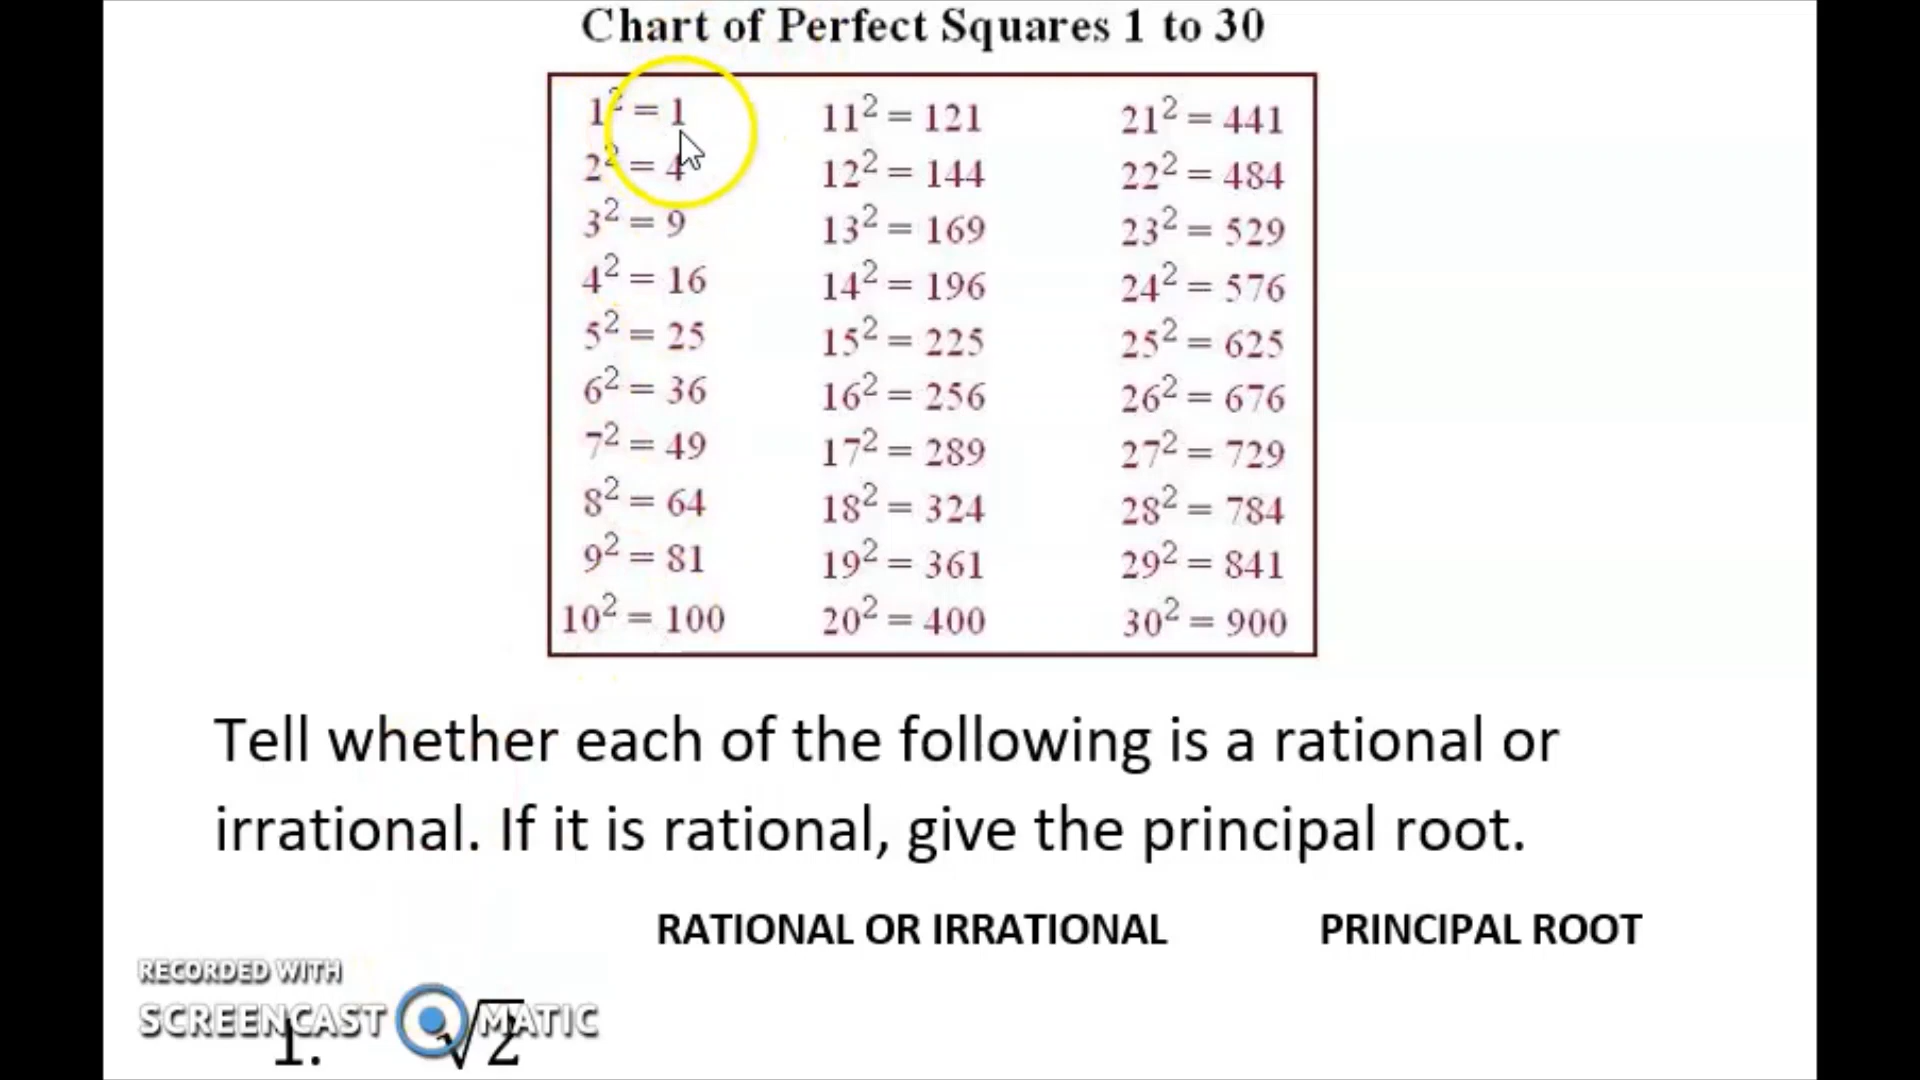 Chart of Perfect Squares 1 to 30
1² = 1 11² = 121 21² = 441
2² = 4 12² = 144 22² = 484
3² = 9 13² = 169 23² = 529
4² = 16 14² = 196 24² = 576
5² = 25 15² = 225 25² = 625
6² = 36 16² = 256 26² = 676
7² = 49 17² = 289 27² = 729
8² = 64 18² = 324 28² = 784
9² = 81 19² = 361 29² = 841
10² = 100 20² = 400 30² = 900
Tell whether each of the following is a rational or
irrational. If it is rational, give the principal root.
RATIONAL OR IRRATIONAL PRINCIPAL ROOT
RECORDED WITH
SCREENCAST MATIC
1. √2